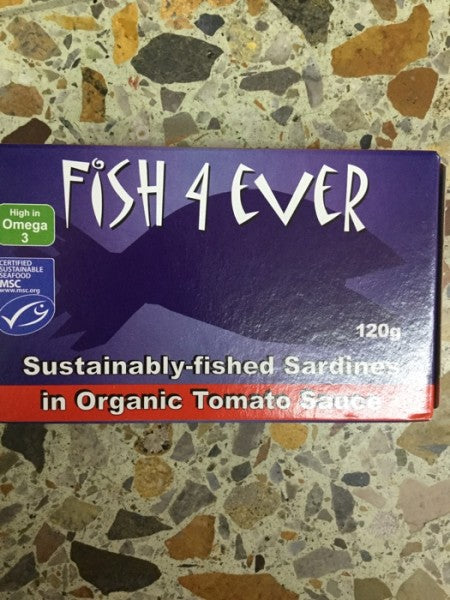 FiSH 4 EVER
High in
Omega
3
CERTIFIED
SUSTAINABLE
SEAFOOD
MSC
www.msc.org
120g
Sustainably-fished Sardines
in Organic Tomato Sauce